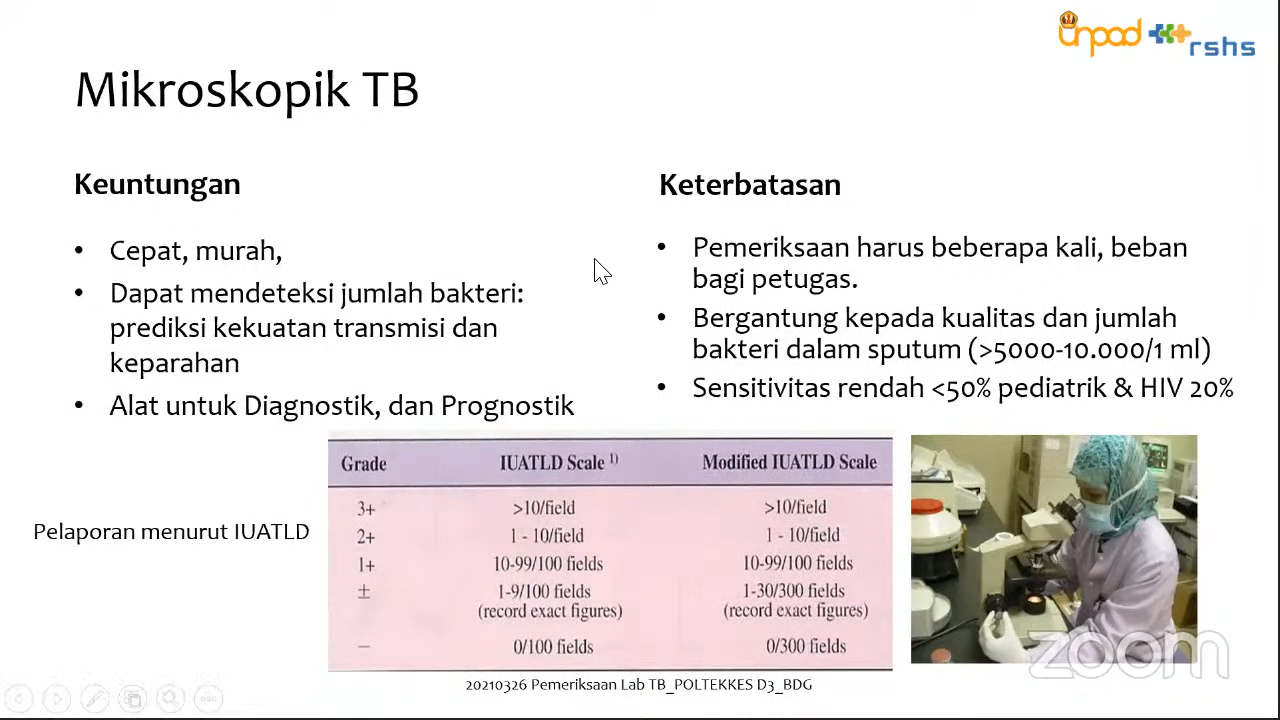 unpad rshs
Mikroskopik TB
Keuntungan
• Cepat, murah,
• Dapat mendeteksi jumlah bakteri:
prediksi kekuatan transmisi dan
keparahan
• Alat untuk Diagnostik, dan Prognostik
Keterbatasan
• Pemeriksaan harus beberapa kali, beban
bagi petugas.
• Bergantung kepada kualitas dan jumlah
bakteri dalam sputum (>5000-10.000/1 ml)
• Sensitivitas rendah <50% pediatrik & HIV 20%
Pelaporan menurut IUATLD
Grade IUATLD Scale 1) Modified IUATLD Scale
3+ >10/field >10/field
2+ 1 - 10/field 1 - 10/field
1+ 10-99/100 fields 10-99/100 fields
± 1-9/100 fields 1-30/300 fields
(record exact figures) (record exact figures)
− 0/100 fields 0/300 fields
zoom
20210326 Pemeriksaan Lab TB_POLTEKKES D3_BDG